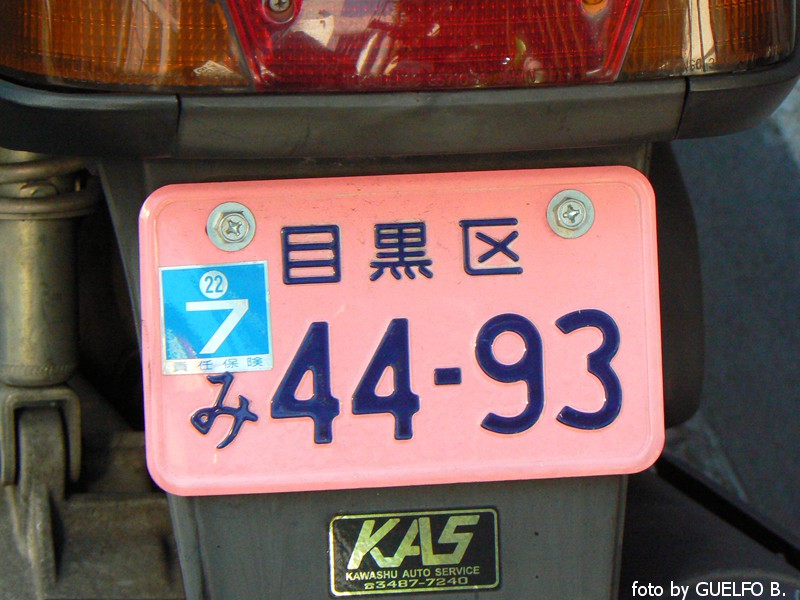 目黒区
22
7
責任保険
み 44-93
KAS
KAWASHU AUTO SERVICE
☎3487-7240
foto by GUELFO B.